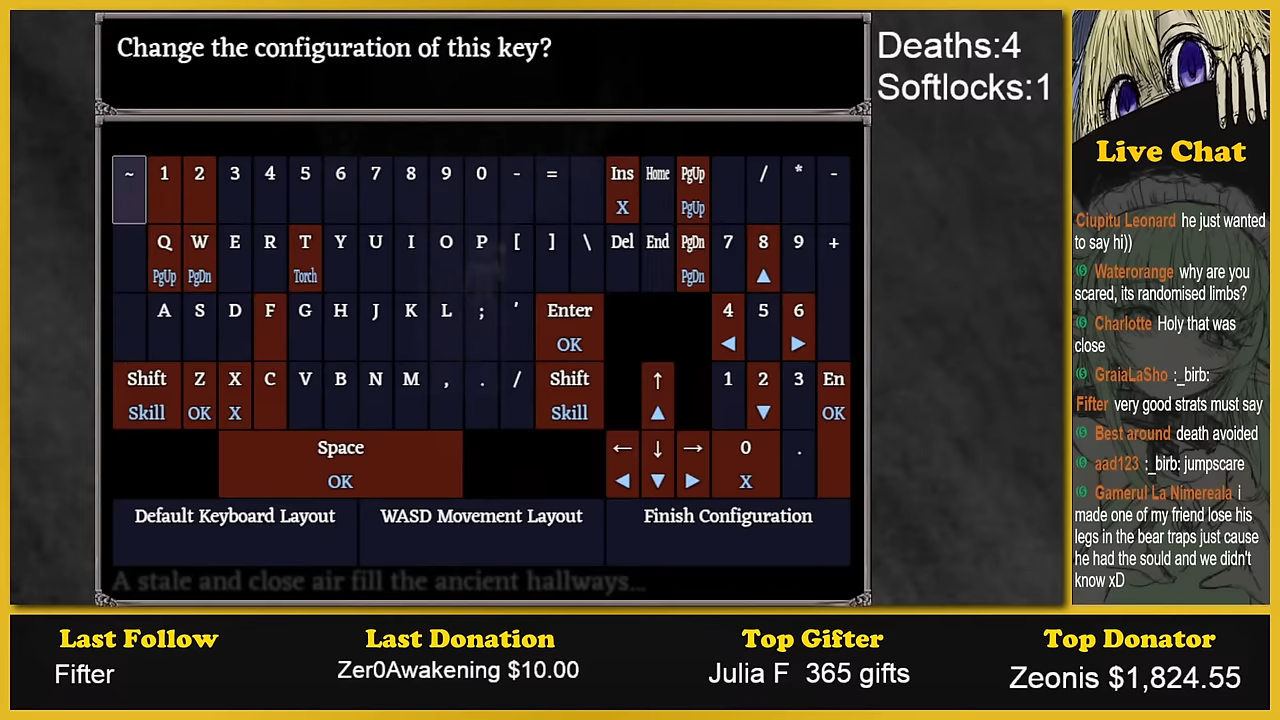 Change the configuration of this key?
Deaths:4
Softlocks:1
~ 1 2 3 4 5 6 7 8 9 0 - = Ins Home PgUp / * -
X PgUp
Q W E R T Y U I O P [ ] \ Del End PgDn 7 8 9 +
PgUp PgDn Torch PgDn ▲
A S D F G H J K L ; ' Enter 4 5 6
OK ◀ ▶
Shift Z X C V B N M , . / Shift ↑ 1 2 3 En
Skill OK X Skill ▲ ▼ OK
Space ← ↓ → 0 .
OK ◀ ▼ ▶ X
Default Keyboard Layout WASD Movement Layout Finish Configuration
A stale and close air fill the ancient hallways...
Live Chat
Ciupitu Leonard he just wanted
to say hi))
Waterorange why are you
scared, its randomised limbs?
Charlotte Holy that was
close
GraiaLaSho :_birb:
Fifter very good strats must say
Best around death avoided
aad123 :_birb: jumpscare
Gamerul La Nimereala i
made one of my friend lose his
legs in the bear traps just cause
he had the sould and we didn't
know xD
Last Follow
Fifter
Last Donation
Zer0Awakening $10.00
Top Gifter
Julia F 365 gifts
Top Donator
Zeonis $1,824.55